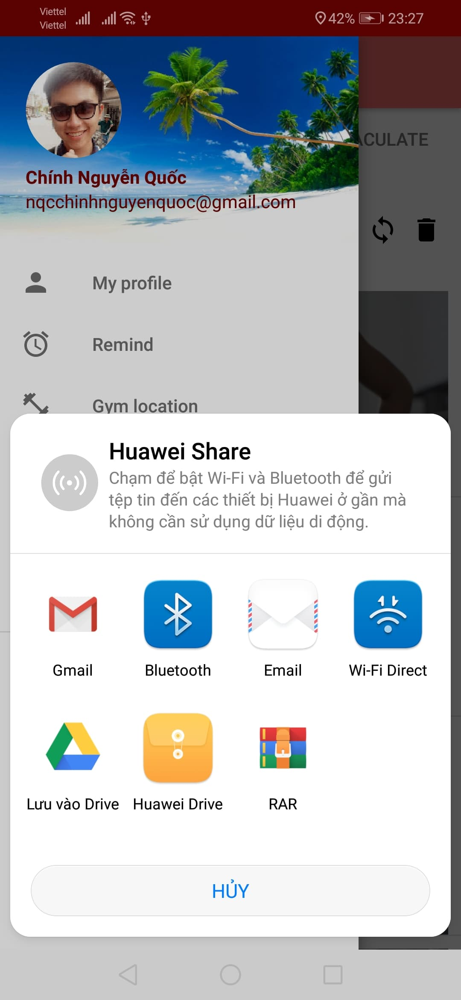 Viettel
Viettel
42% 23:27
Chính Nguyễn Quốc
nqcchinhnguyenquoc@gmail.com
ACULATE
My profile
Remind
Gym location
Huawei Share
Chạm để bật Wi-Fi và Bluetooth để gửi
tệp tin đến các thiết bị Huawei ở gần mà
không cần sử dụng dữ liệu di động.
Gmail
Bluetooth
Email
Wi-Fi Direct
Lưu vào Drive
Huawei Drive
RAR
HỦY